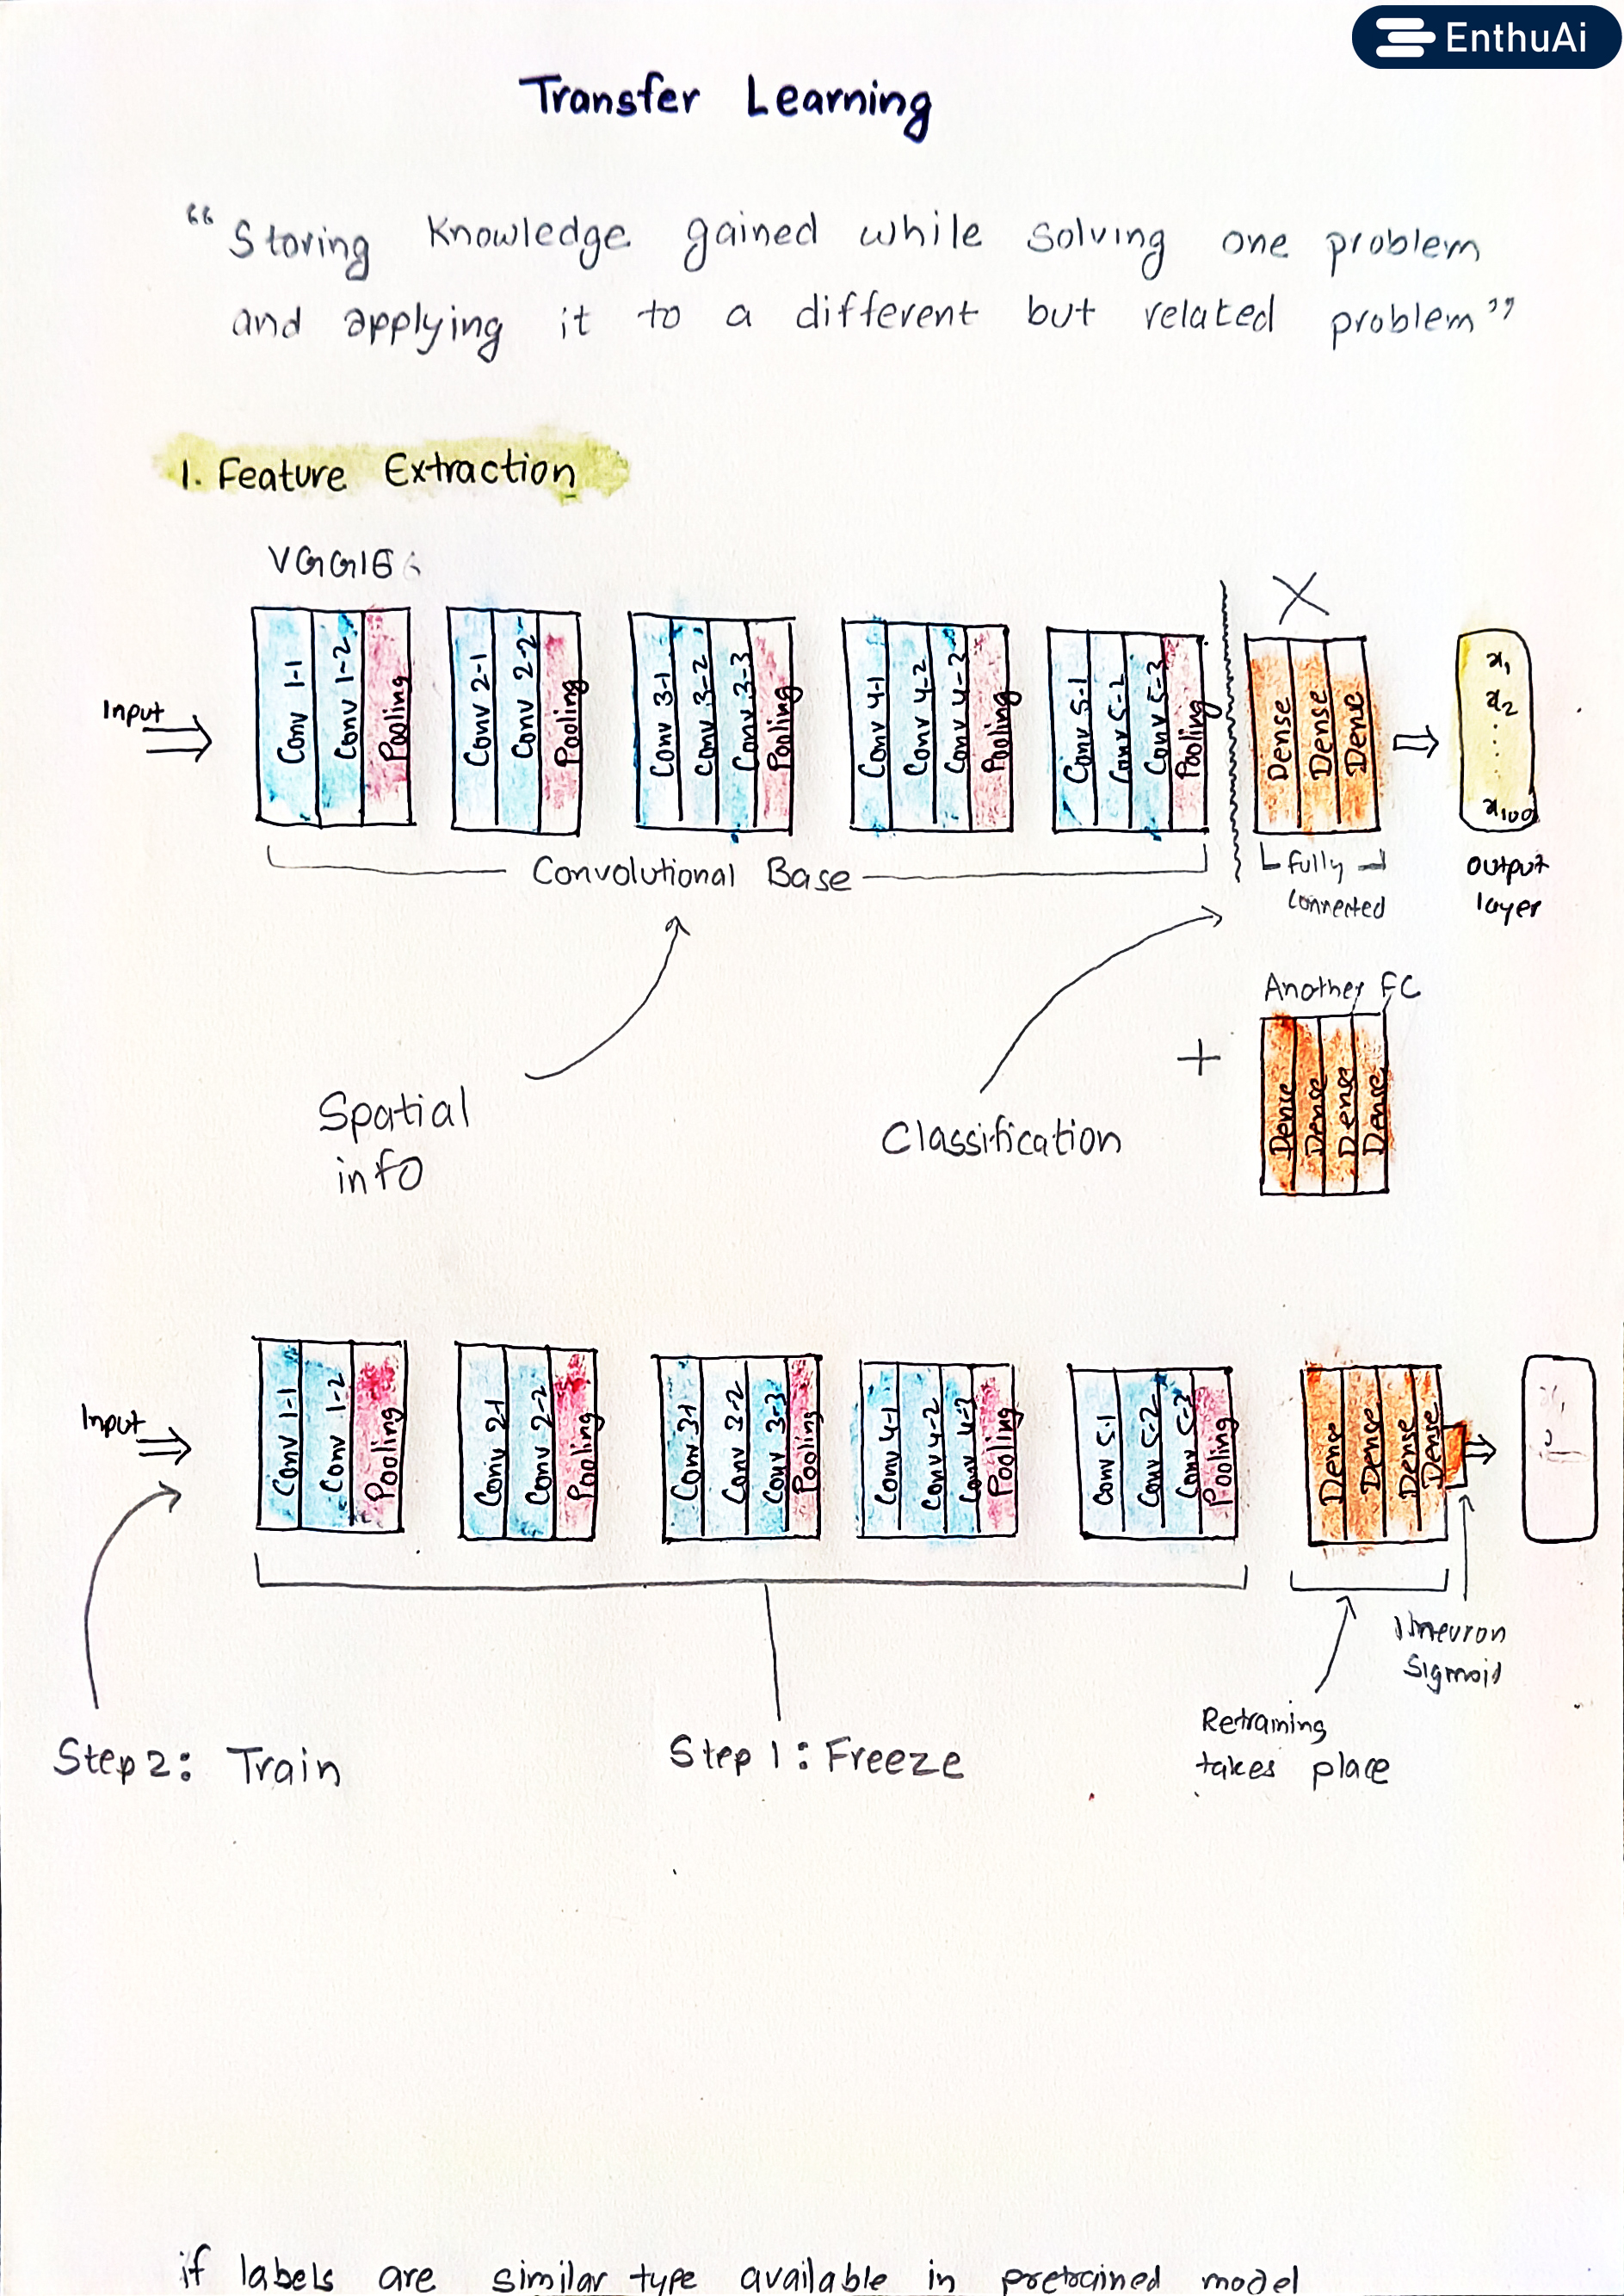 EnthuAi
Transfer Learning
“Storing knowledge gained while solving one problem
and applying it to a different but related problem”
1. Feature Extraction
VGG16
Input
Conv 1-1
Conv 1-2
Pooling
Conv 2-1
Conv 2-2
Pooling
Conv 3-1
Conv 3-2
Conv 3-3
Pooling
Conv 4-1
Conv 4-2
Conv 4-3
Pooling
Conv 5-1
Conv 5-2
Conv 5-3
Pooling
X
Dense
Dense
Dense
x1
x2
x100
Convolutional Base
fully
connected
output
layer
Another FC
+
Dense
Dense
Dense
Dense
Spatial
info
Classification
Input
Conv 1-1
Conv 1-2
Pooling
Conv 2-1
Conv 2-2
Pooling
Conv 3-1
Conv 3-2
Conv 3-3
Pooling
Conv 4-1
Conv 4-2
Conv 4-3
Pooling
Conv 5-1
Conv 5-2
Conv 5-3
Pooling
Dense
Dense
Dense
Dense
1 neuron
Sigmoid
Retraining
takes place
Step 2: Train
Step 1: Freeze
if labels are similar type available in pretrained model